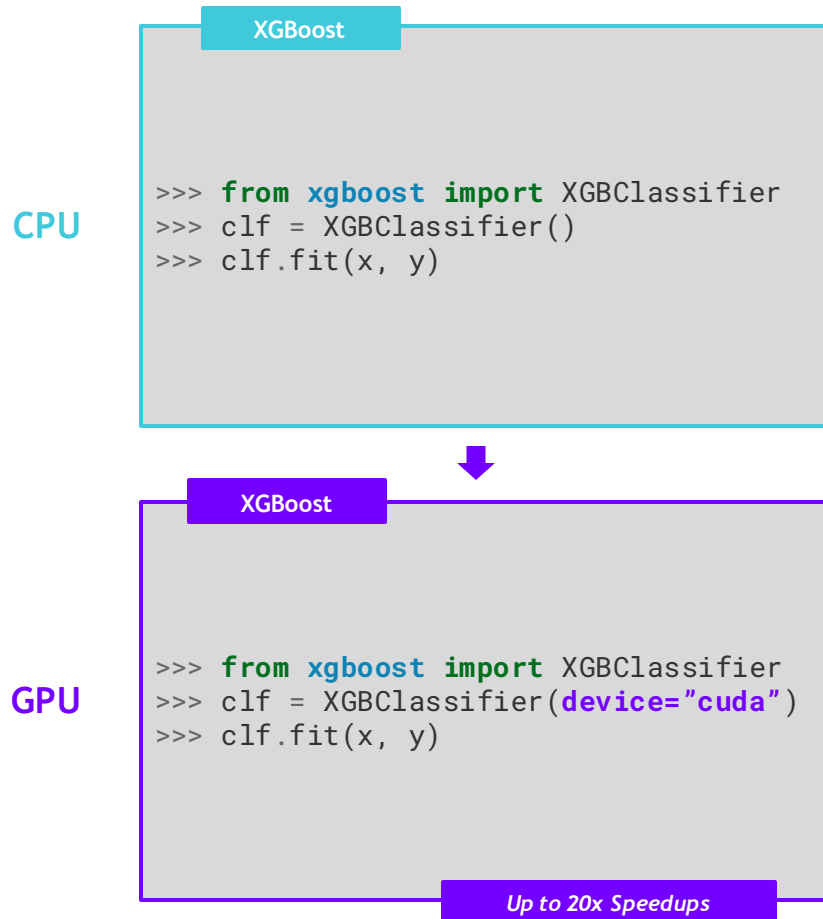 XGBoost
CPU
>>> from xgboost import XGBClassifier
>>> clf = XGBClassifier()
>>> clf.fit(x, y)
XGBoost
GPU
>>> from xgboost import XGBClassifier
>>> clf = XGBClassifier(device=”cuda”)
>>> clf.fit(x, y)
Up to 20x Speedups